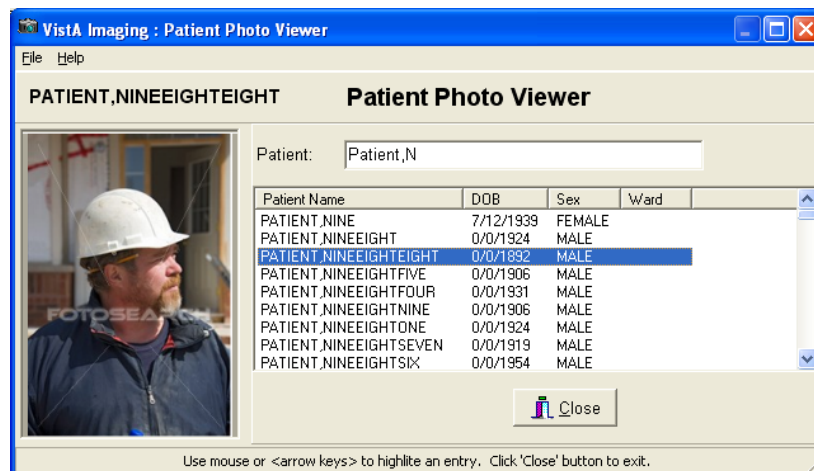 VistA Imaging : Patient Photo Viewer
File Help
PATIENT,NINEEIGHTEIGHT Patient Photo Viewer
Patient: Patient,N
Patient Name DOB Sex Ward
PATIENT,NINE 7/12/1939 FEMALE
PATIENT,NINEEIGHT 0/0/1924 MALE
PATIENT,NINEEIGHTEIGHT 0/0/1892 MALE
PATIENT,NINEEIGHTFIVE 0/0/1906 MALE
PATIENT,NINEEIGHTFOUR 0/0/1931 MALE
PATIENT,NINEEIGHTNINE 0/0/1906 MALE
PATIENT,NINEEIGHTONE 0/0/1924 MALE
PATIENT,NINEEIGHTSEVEN 0/0/1919 MALE
PATIENT,NINEEIGHTSIX 0/0/1954 MALE
FOTOSEARCH
Close
Use mouse or <arrow keys> to highlite an entry. Click 'Close' button to exit.